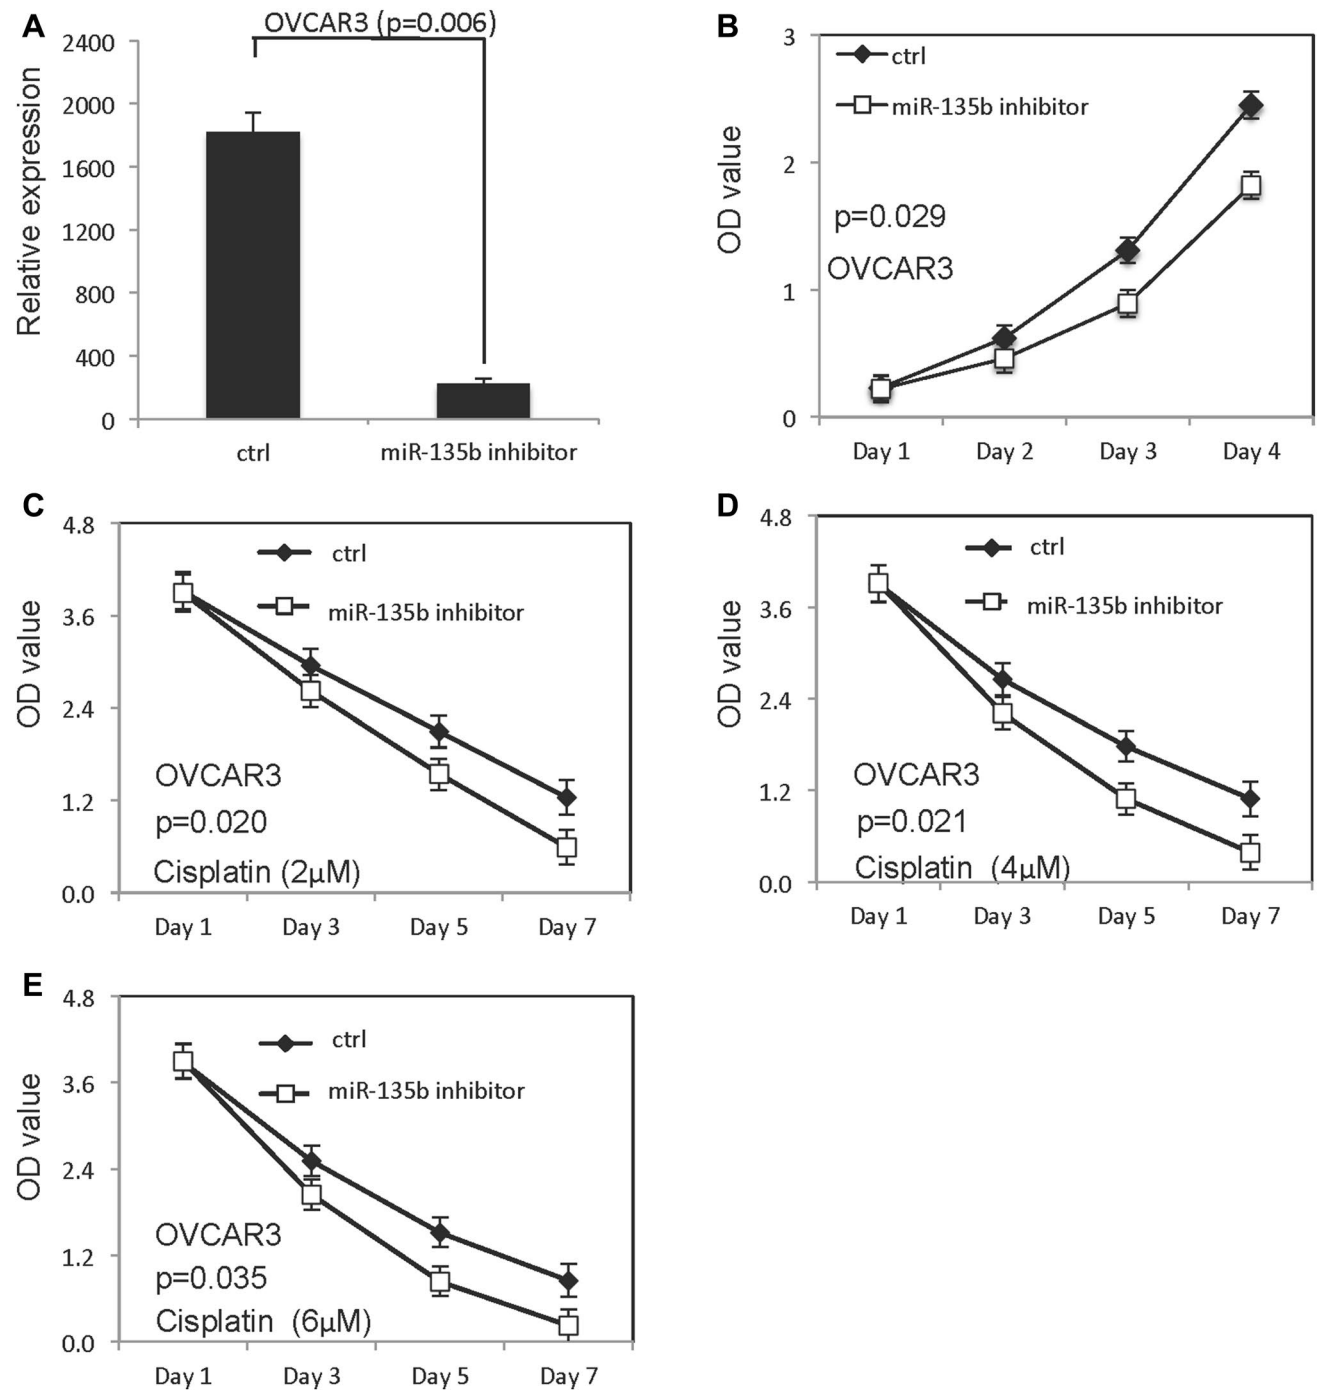 A
OVCAR3 (p=0.006)
Relative expression
2400
2000
1600
1200
800
400
0
ctrl
miR-135b inhibitor
B
OD value
3
2
1
0
ctrl
miR-135b inhibitor
p=0.029
OVCAR3
Day 1
Day 2
Day 3
Day 4
C
OD value
4.8
3.6
2.4
1.2
0.0
ctrl
miR-135b inhibitor
OVCAR3
p=0.020
Cisplatin (2μM)
Day 1
Day 3
Day 5
Day 7
D
OD value
4.8
3.6
2.4
1.2
0.0
ctrl
miR-135b inhibitor
OVCAR3
p=0.021
Cisplatin (4μM)
Day 1
Day 3
Day 5
Day 7
E
OD value
4.8
3.6
2.4
1.2
0.0
ctrl
miR-135b inhibitor
OVCAR3
p=0.035
Cisplatin (6μM)
Day 1
Day 3
Day 5
Day 7